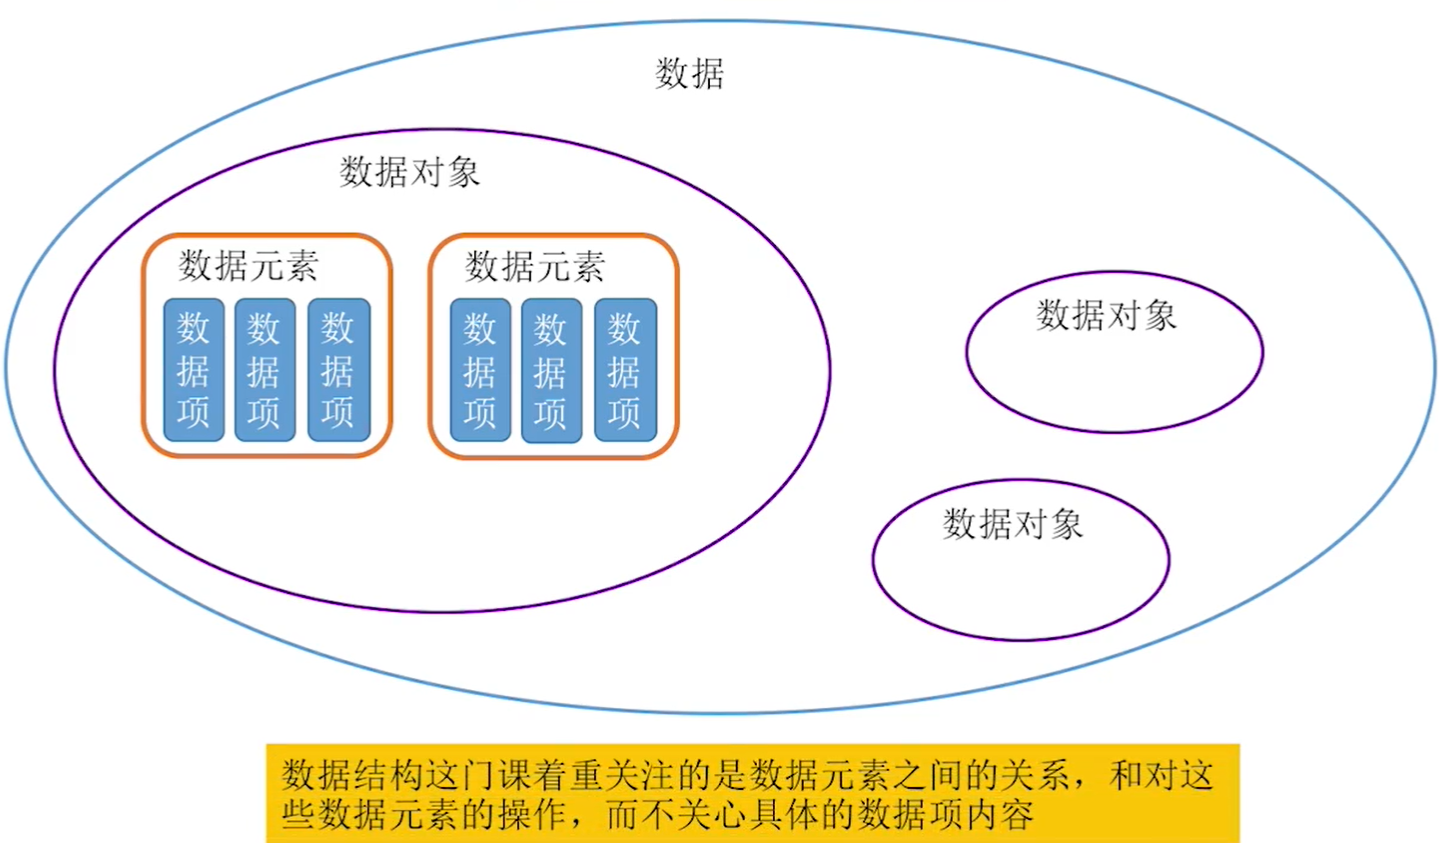 数据
数据对象
数据元素
数据项
数据项
数据项
数据元素
数据项
数据项
数据项
数据对象
数据对象
数据结构这门课着重关注的是数据元素之间的关系，和对这
些数据元素的操作，而不关心具体的数据项内容